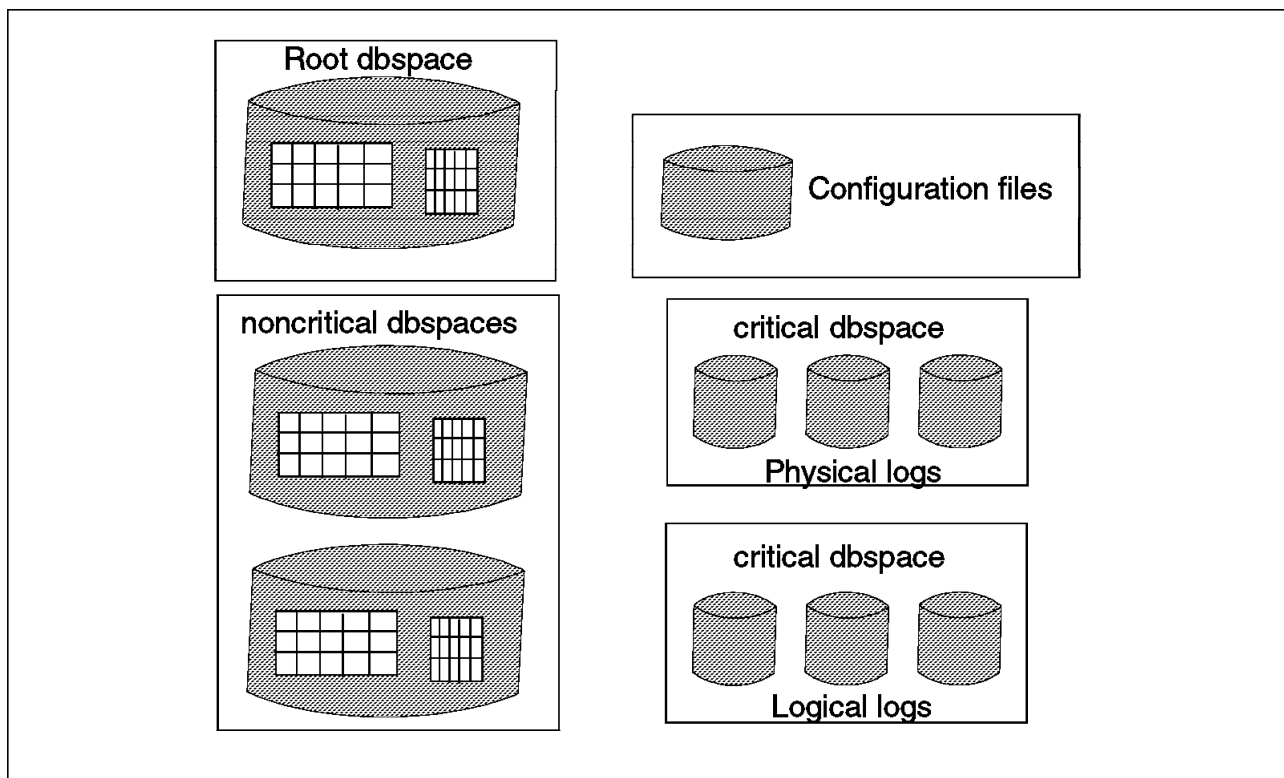 Root dbspace
Configuration files
noncritical dbspaces
critical dbspace
Physical logs
critical dbspace
Logical logs